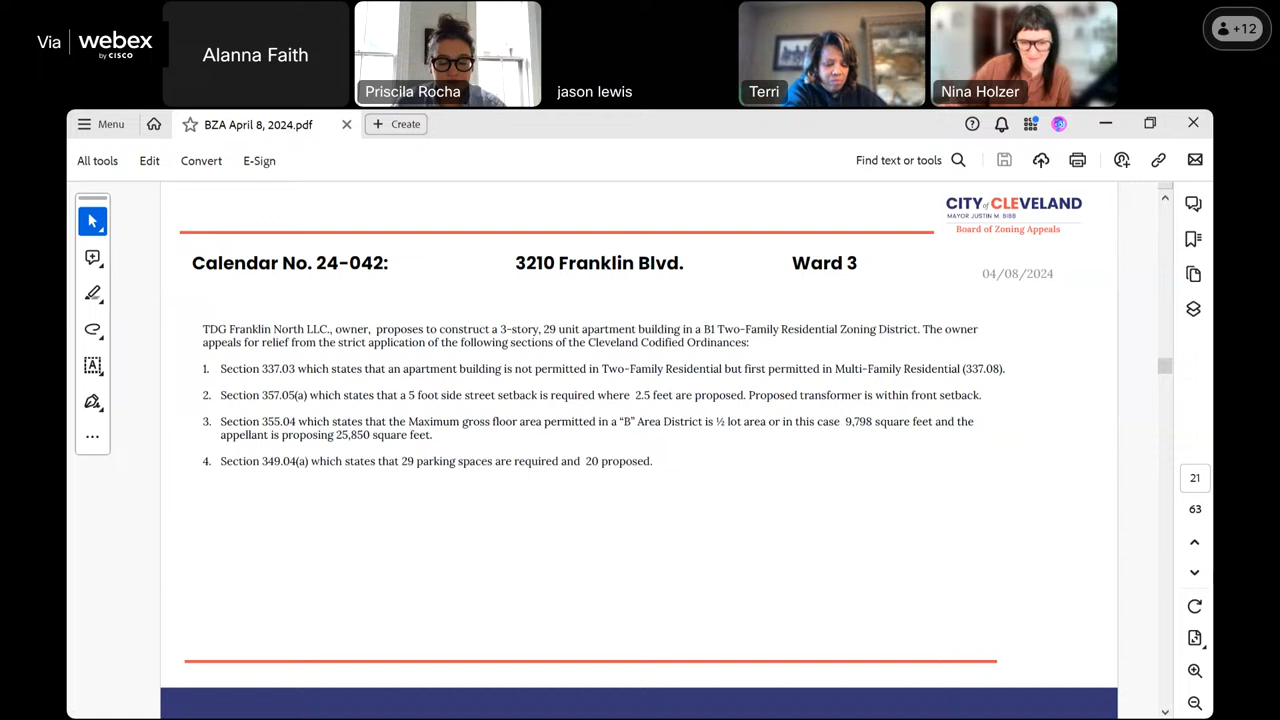 Via webex
by CISCO
Alanna Faith
Priscila Rocha
jason lewis
Terri
Nina Holzer
+12
Menu
BZA April 8, 2024.pdf
Create
All tools
Edit
Convert
E-Sign
Find text or tools
CITY of CLEVELAND
MAYOR JUSTIN M. BIBB
Board of Zoning Appeals
Calendar No. 24-042: 3210 Franklin Blvd. Ward 3
04/08/2024
TDG Franklin North LLC., owner, proposes to construct a 3-story, 29 unit apartment building in a B1 Two-Family Residential Zoning District. The owner
appeals for relief from the strict application of the following sections of the Cleveland Codified Ordinances:
1. Section 337.03 which states that an apartment building is not permitted in Two-Family Residential but first permitted in Multi-Family Residential (337.08).
2. Section 357.05(a) which states that a 5 foot side street setback is required where 2.5 feet are proposed. Proposed transformer is within front setback.
3. Section 355.04 which states that the Maximum gross floor area permitted in a “B” Area District is ½ lot area or in this case 9,798 square feet and the
appellant is proposing 25,850 square feet.
4. Section 349.04(a) which states that 29 parking spaces are required and 20 proposed.
21
63